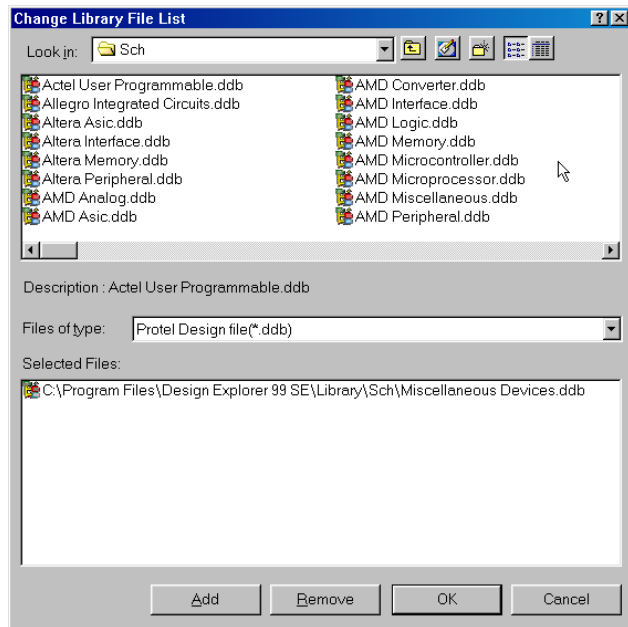 Change Library File List
Look in: Sch
Actel User Programmable.ddb
Allegro Integrated Circuits.ddb
Altera Asic.ddb
Altera Interface.ddb
Altera Memory.ddb
Altera Peripheral.ddb
AMD Analog.ddb
AMD Asic.ddb
AMD Converter.ddb
AMD Interface.ddb
AMD Logic.ddb
AMD Memory.ddb
AMD Microcontroller.ddb
AMD Microprocessor.ddb
AMD Miscellaneous.ddb
AMD Peripheral.ddb
Description : Actel User Programmable.ddb
Files of type: Protel Design file(*.ddb)
Selected Files:
C:\Program Files\Design Explorer 99 SE\Library\Sch\Miscellaneous Devices.ddb
Add Remove OK Cancel